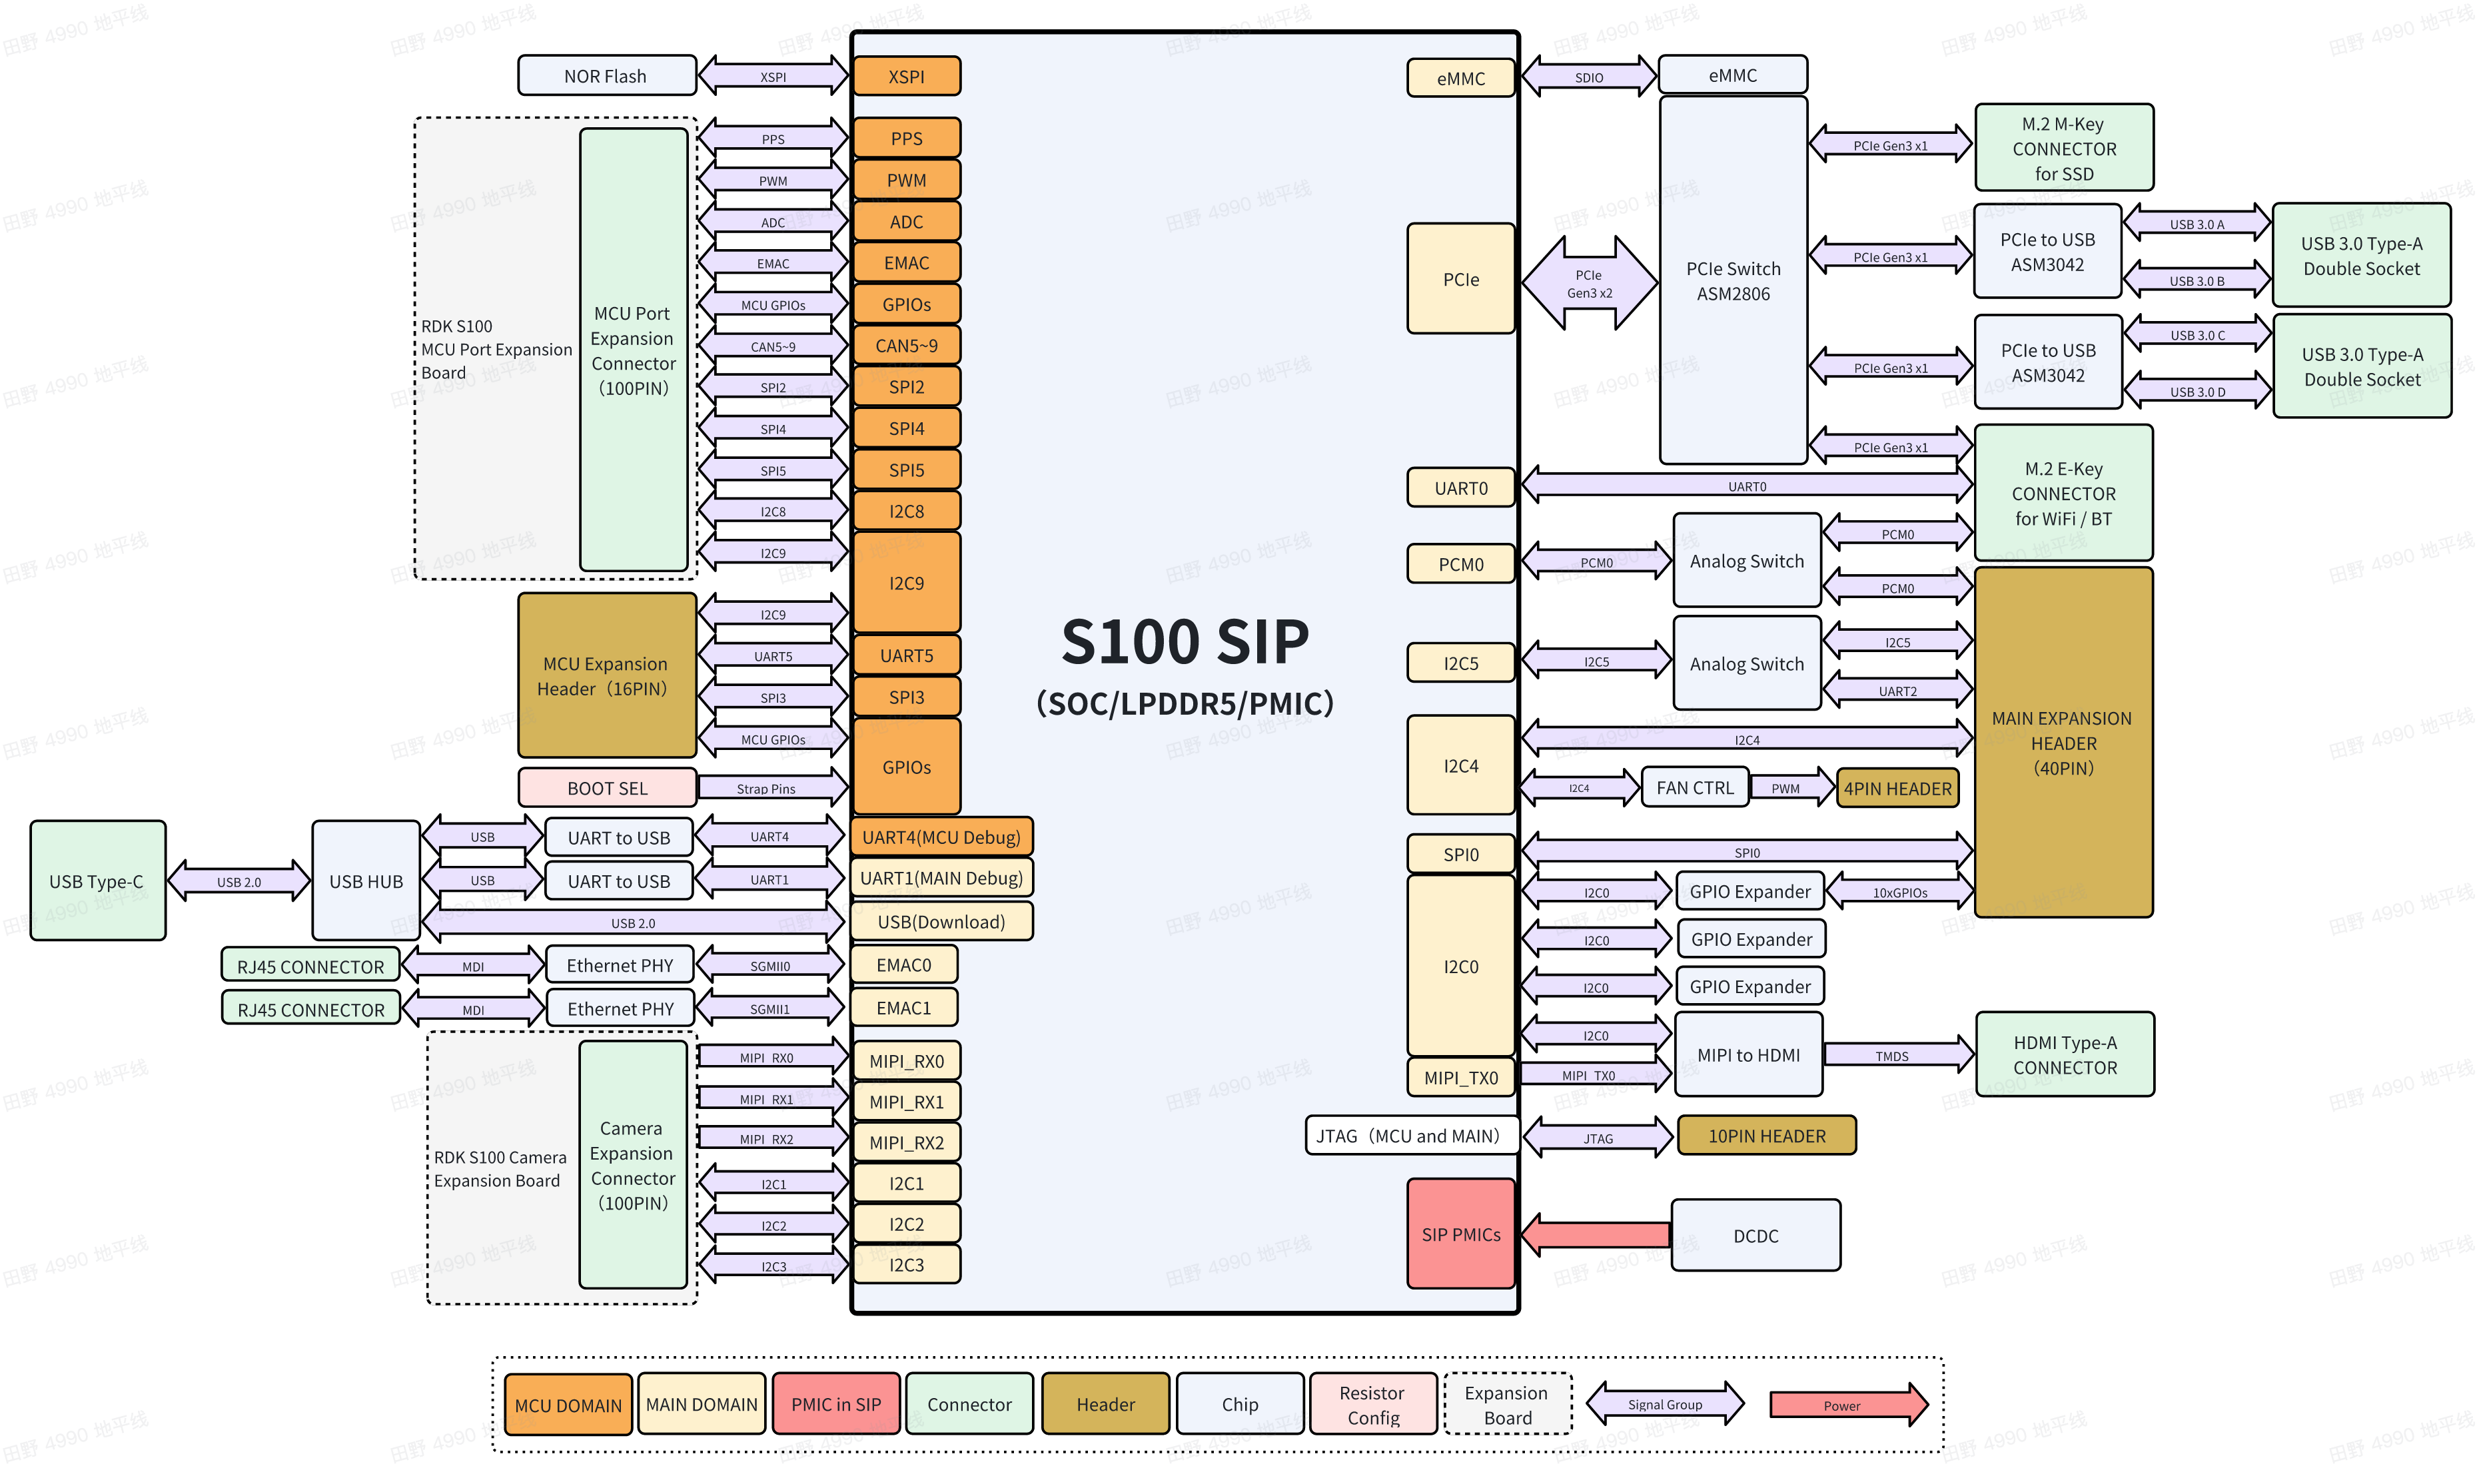 NOR Flash
XSPI
XSPI
RDK S100
MCU Port Expansion
Board
MCU Port
Expansion
Connector
（100PIN）
PPS
PPS
PWM
PWM
ADC
ADC
EMAC
EMAC
MCU GPIOs
GPIOs
CAN5~9
CAN5~9
SPI2
SPI2
SPI4
SPI4
SPI5
SPI5
I2C8
I2C8
I2C9
I2C9
MCU Expansion
Header（16PIN）
I2C9
UART5
UART5
SPI3
SPI3
MCU GPIOs
GPIOs
BOOT SEL
Strap Pins
USB Type-C
USB 2.0
USB HUB
USB
UART to USB
UART4
UART4(MCU Debug)
USB
UART to USB
UART1
UART1(MAIN Debug)
USB 2.0
USB(Download)
RJ45 CONNECTOR
MDI
Ethernet PHY
SGMII0
EMAC0
RJ45 CONNECTOR
MDI
Ethernet PHY
SGMII1
EMAC1
RDK S100 Camera
Expansion Board
Camera
Expansion
Connector
（100PIN）
MIPI_RX0
MIPI_RX0
MIPI_RX1
MIPI_RX1
MIPI_RX2
MIPI_RX2
I2C1
I2C1
I2C2
I2C2
I2C3
I2C3
S100 SIP
（SOC/LPDDR5/PMIC）
eMMC
SDIO
eMMC
PCIe
PCIe
Gen3 x2
PCIe Switch
ASM2806
PCIe Gen3 x1
M.2 M-Key
CONNECTOR
for SSD
PCIe Gen3 x1
PCIe to USB
ASM3042
USB 3.0 A
USB 3.0 B
USB 3.0 Type-A
Double Socket
PCIe Gen3 x1
PCIe to USB
ASM3042
USB 3.0 C
USB 3.0 D
USB 3.0 Type-A
Double Socket
PCIe Gen3 x1
M.2 E-Key
CONNECTOR
for WiFi / BT
UART0
UART0
PCM0
PCM0
Analog Switch
PCM0
PCM0
I2C5
I2C5
Analog Switch
I2C5
UART2
MAIN EXPANSION
HEADER
（40PIN）
I2C4
I2C4
I2C4
FAN CTRL
PWM
4PIN HEADER
SPI0
SPI0
I2C0
I2C0
GPIO Expander
10xGPIOs
I2C0
GPIO Expander
I2C0
GPIO Expander
I2C0
MIPI to HDMI
TMDS
HDMI Type-A
CONNECTOR
MIPI_TX0
MIPI_TX0
JTAG（MCU and MAIN）
JTAG
10PIN HEADER
SIP PMICs
DCDC
MCU DOMAIN
MAIN DOMAIN
PMIC in SIP
Connector
Header
Chip
Resistor
Config
Expansion
Board
Signal Group
Power
田野 4990 地平线